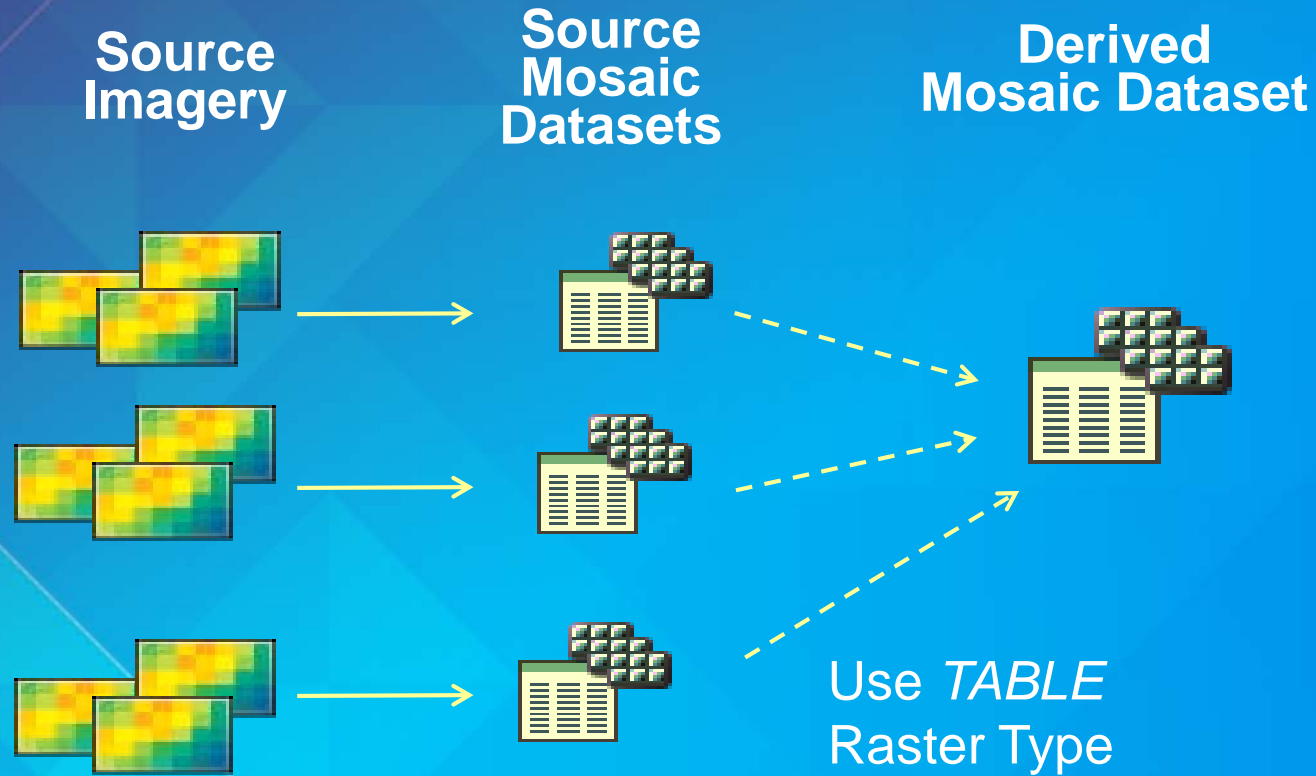 Source
Imagery
Source
Mosaic
Datasets
Derived
Mosaic Dataset
Use TABLE
Raster Type